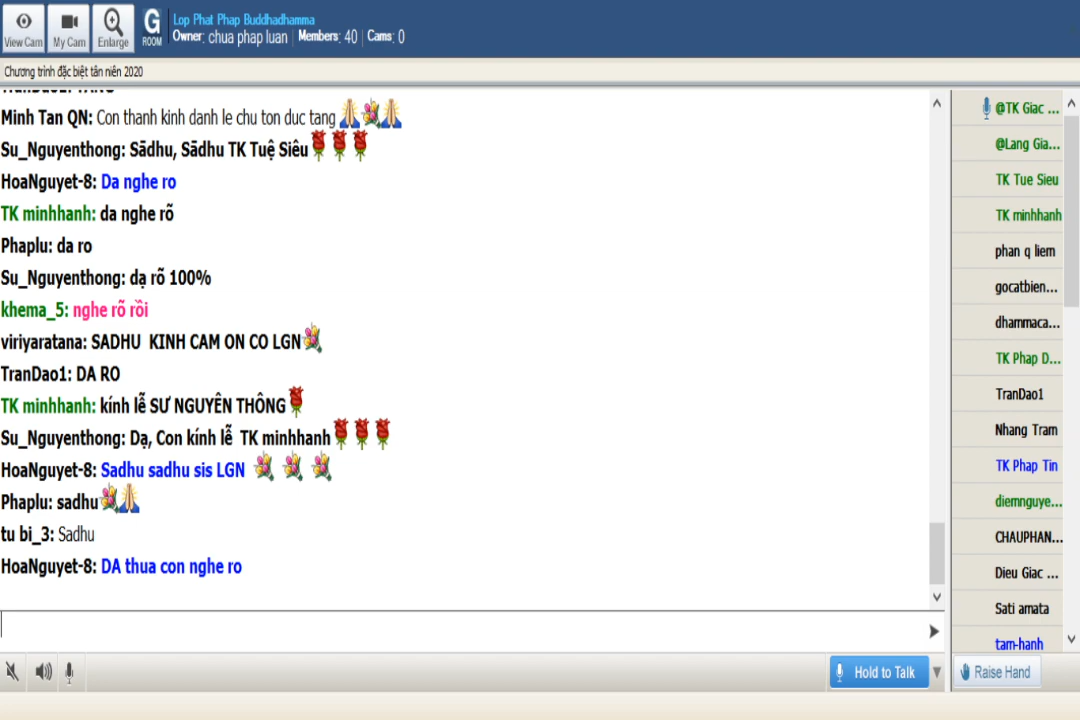 View Cam
My Cam
Enlarge
G
ROOM
Lop Phat Phap Buddhadhamma
Owner: chua phap luan | Members: 40 | Cams: 0
Chương trình đặc biệt tân niên 2020
Minh Tan QN: Con thanh kinh danh le chu ton duc tang
Su_Nguyenthong: Sādhu, Sādhu TK Tuệ Siêu
HoaNguyet-8: Da nghe ro
TK minhhanh: da nghe rõ
Phaplu: da ro
Su_Nguyenthong: dạ rõ 100%
khema_5: nghe rõ rồi
viriyaratana: SADHU KINH CAM ON CO LGN
TranDao1: DA RO
TK minhhanh: kính lễ SƯ NGUYÊN THÔNG
Su_Nguyenthong: Dạ, Con kính lễ TK minhhanh
HoaNguyet-8: Sadhu sadhu sis LGN
Phaplu: sadhu
tu bi_3: Sadhu
HoaNguyet-8: DA thua con nghe ro
@TK Giac ...
@Lang Gia...
TK Tue Sieu
TK minhhanh
phan q liem
gocatbien...
dhammaca...
TK Phap D...
TranDao1
Nhang Tram
TK Phap Tin
diemnguye...
CHAUPHAN...
Dieu Giac ...
Sati amata
tam-hanh
Hold to Talk
Raise Hand